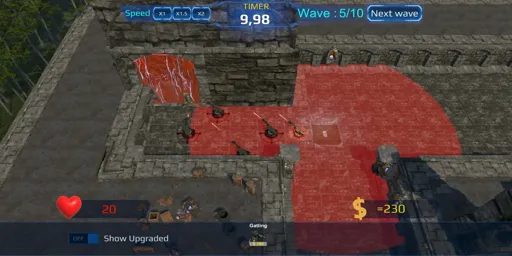 Speed X1 X1.5 X2
TIMER
9,98
Wave : 5/10 Next wave
20
$ =230
Gatling
OFF Show Upgraded